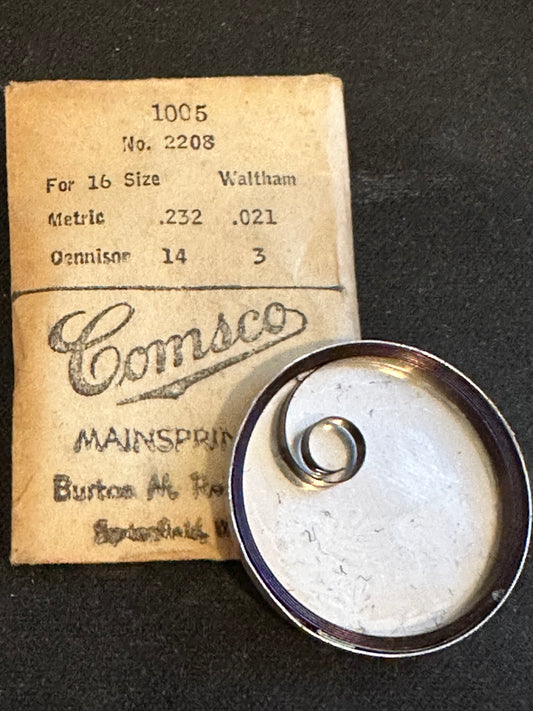 1005
No. 2208
For 16 Size Waltham
Metric .232 .021
Dennison 14 3
Comsco
MAINSPRIN
Burton M.